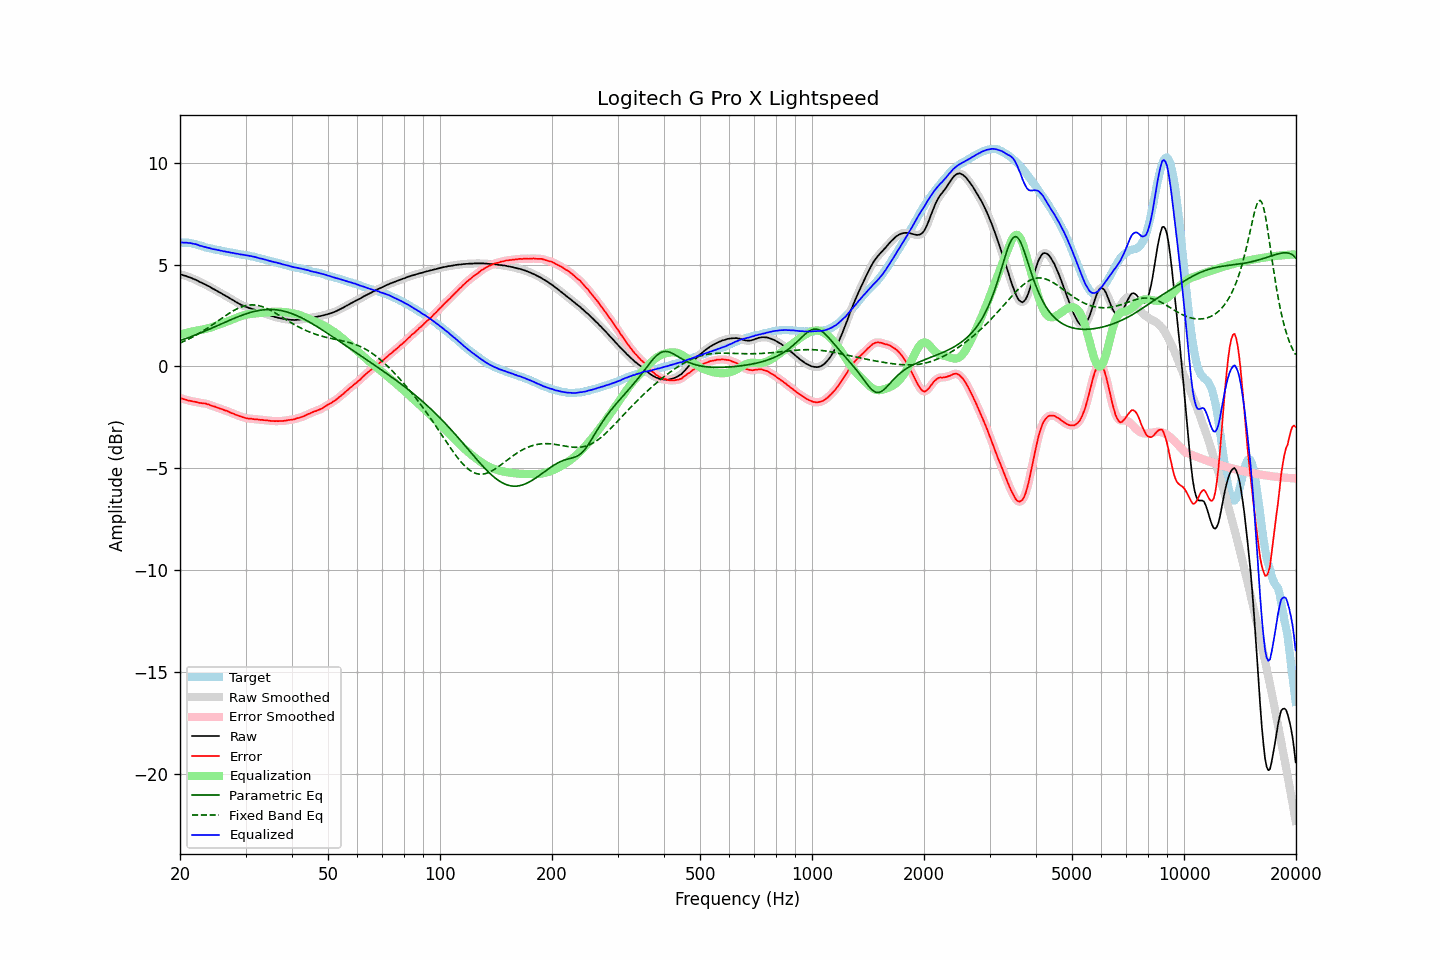 Logitech G Pro X Lightspeed
Amplitude (dBr)
10
5
0
−5
−10
−15
−20
Target
Raw Smoothed
Error Smoothed
Raw
Error
Equalization
Parametric Eq
Fixed Band Eq
Equalized
20 50 100 200 500 1000 2000 5000 10000 20000
Frequency (Hz)